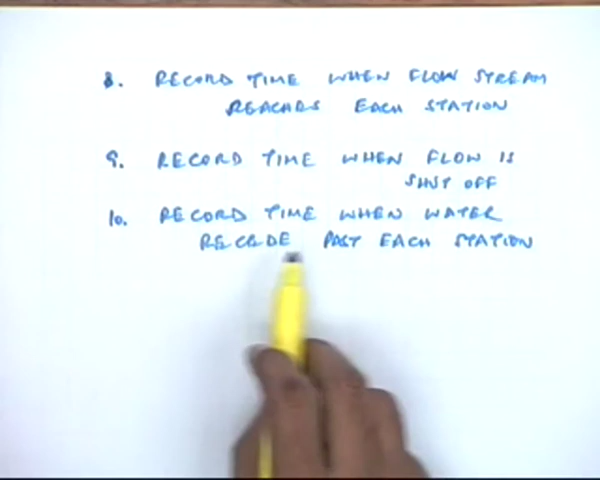 8. RECORD TIME WHEN FLOW STREAM
REACHES EACH STATION
9. RECORD TIME WHEN FLOW IS
SHUT OFF
10. RECORD TIME WHEN WATER
RECEDE PAST EACH STATION